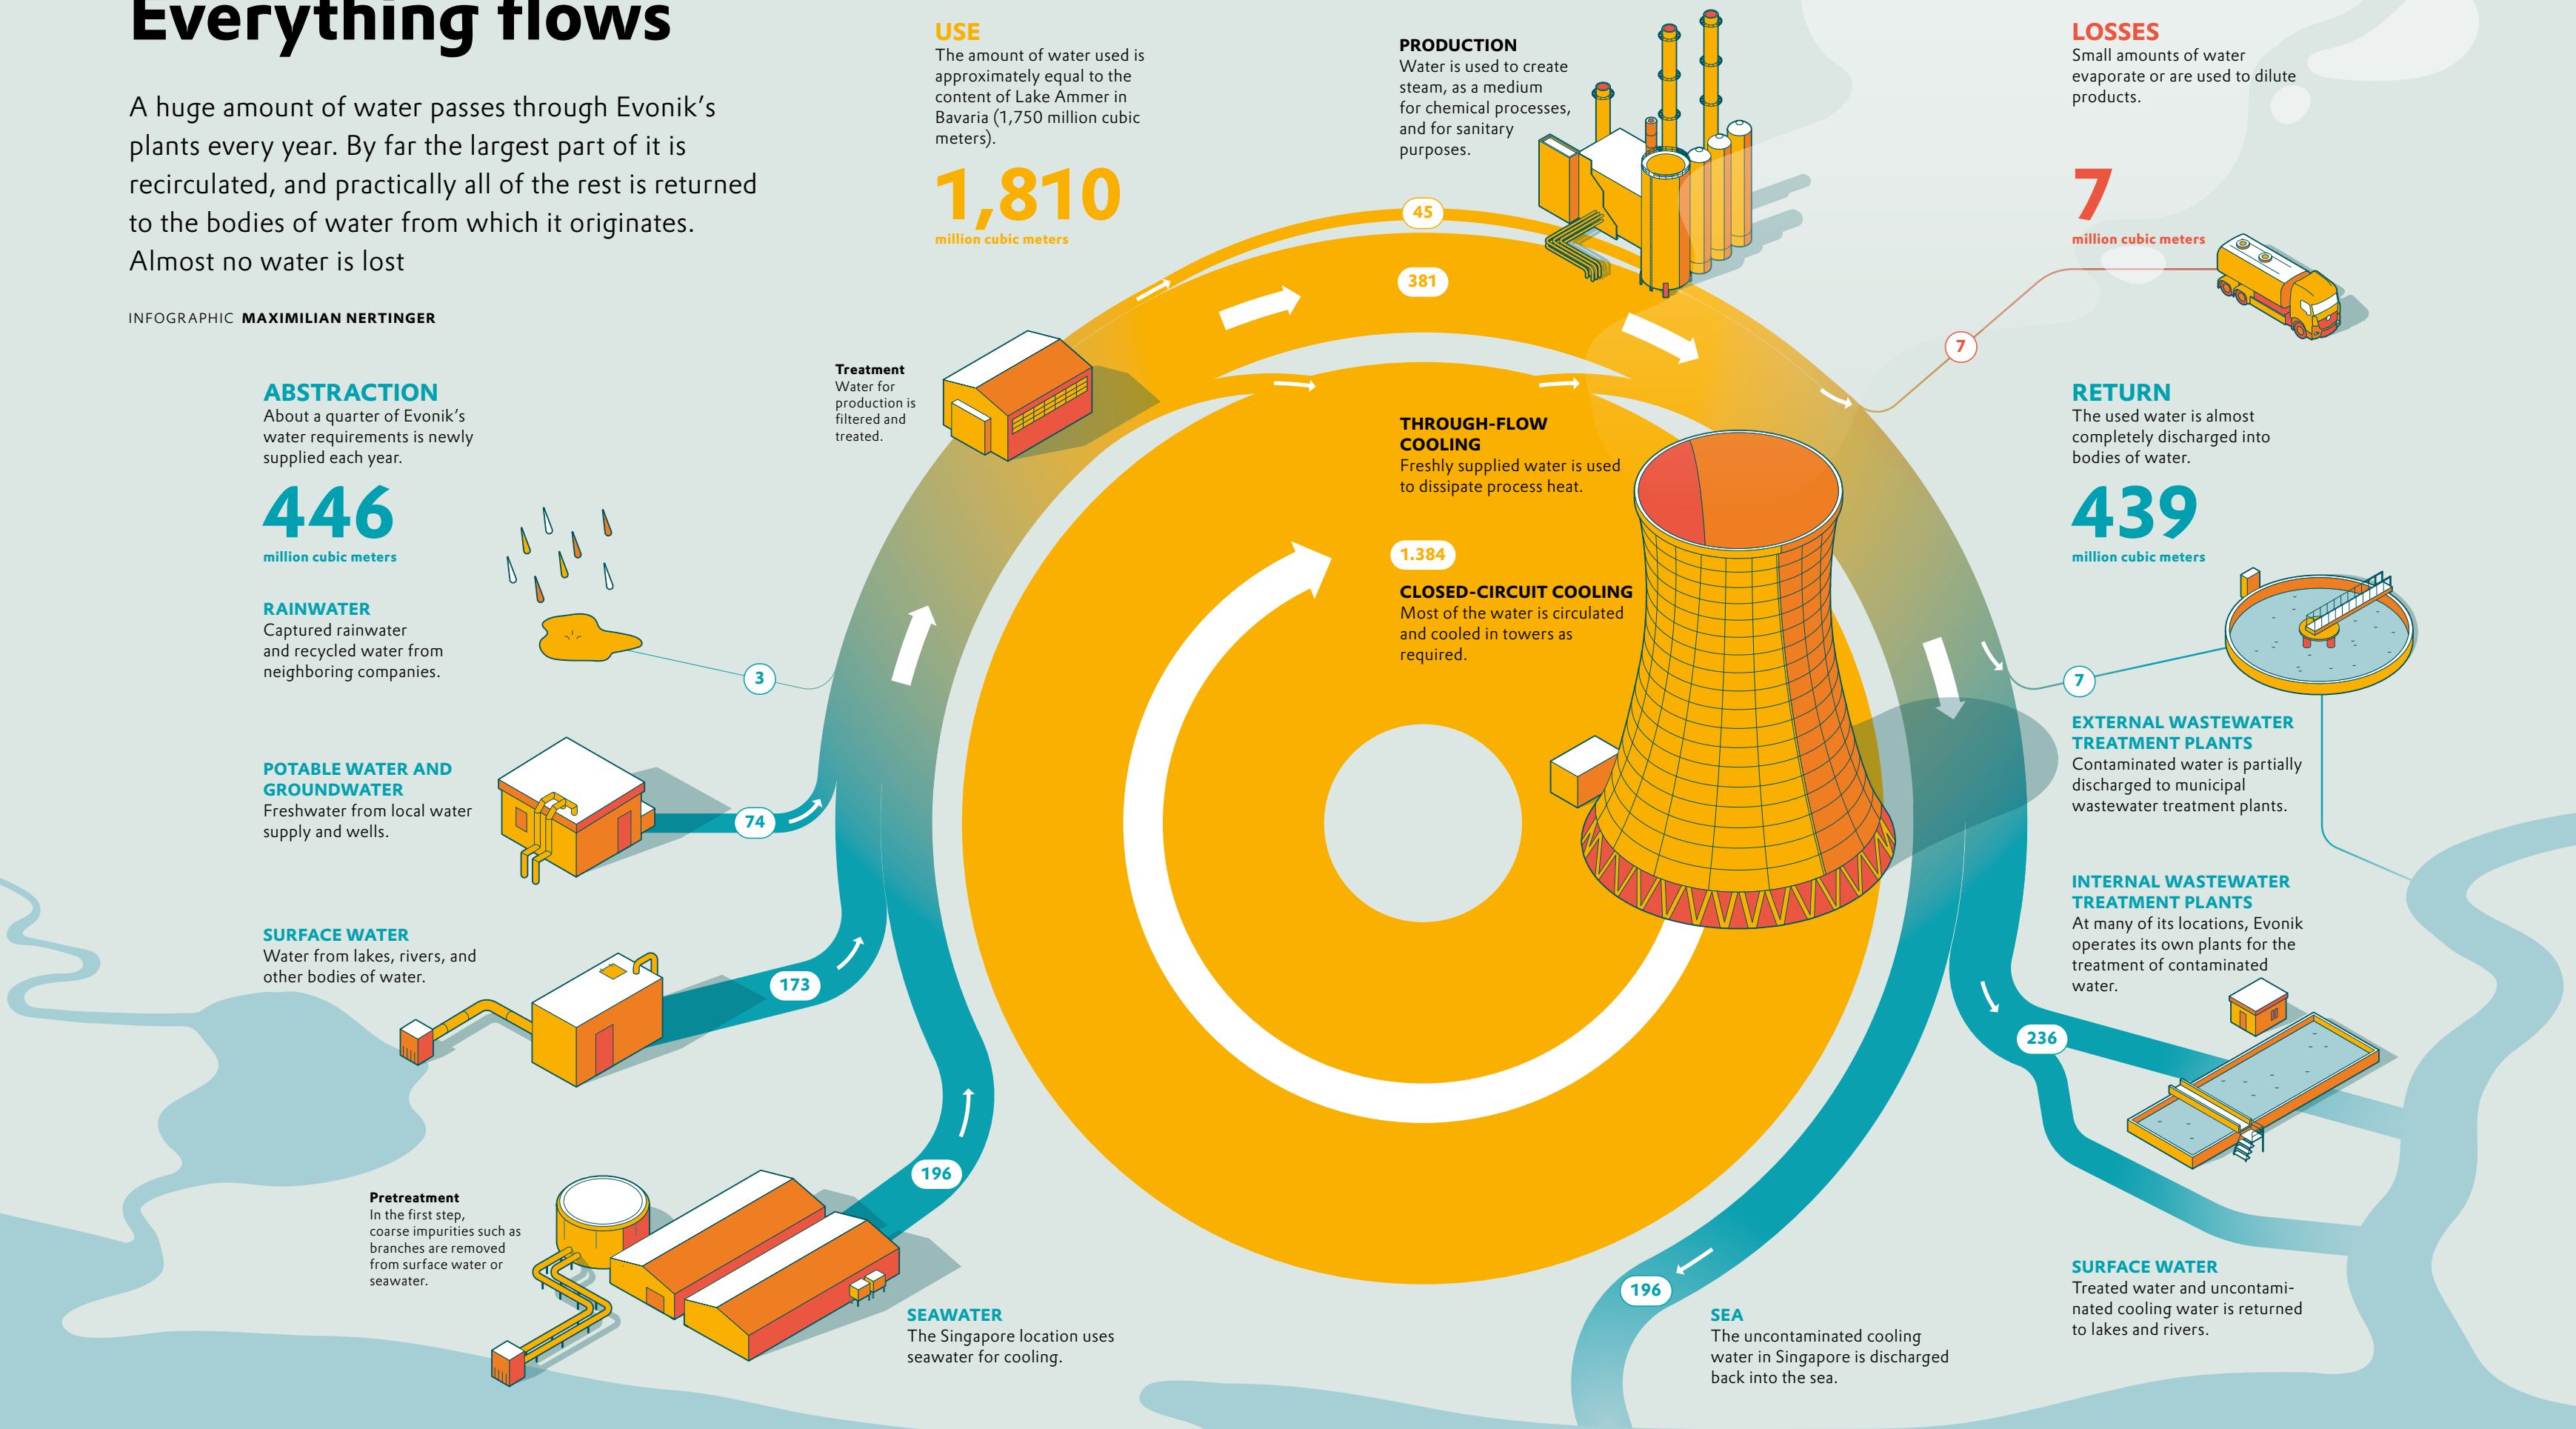 Everything flows
A huge amount of water passes through Evonik’s
plants every year. By far the largest part of it is
recirculated, and practically all of the rest is returned
to the bodies of water from which it originates.
Almost no water is lost
INFOGRAPHIC MAXIMILIAN NERTINGER
ABSTRACTION
About a quarter of Evonik’s
water requirements is newly
supplied each year.
446
million cubic meters
RAINWATER
Captured rainwater
and recycled water from
neighboring companies.
3
POTABLE WATER AND
GROUNDWATER
Freshwater from local water
supply and wells.
74
SURFACE WATER
Water from lakes, rivers, and
other bodies of water.
173
Pretreatment
In the first step,
coarse impurities such as
branches are removed
from surface water or
seawater.
196
SEAWATER
The Singapore location uses
seawater for cooling.
USE
The amount of water used is
approximately equal to the
content of Lake Ammer in
Bavaria (1,750 million cubic
meters).
1,810
million cubic meters
Treatment
Water for
production is
filtered and
treated.
PRODUCTION
Water is used to create
steam, as a medium
for chemical processes,
and for sanitary
purposes.
45
381
THROUGH-FLOW
COOLING
Freshly supplied water is used
to dissipate process heat.
1.384
CLOSED-CIRCUIT COOLING
Most of the water is circulated
and cooled in towers as
required.
LOSSES
Small amounts of water
evaporate or are used to dilute
products.
7
million cubic meters
7
RETURN
The used water is almost
completely discharged into
bodies of water.
439
million cubic meters
7
EXTERNAL WASTEWATER
TREATMENT PLANTS
Contaminated water is partially
discharged to municipal
wastewater treatment plants.
INTERNAL WASTEWATER
TREATMENT PLANTS
At many of its locations, Evonik
operates its own plants for the
treatment of contaminated
water.
236
SURFACE WATER
Treated water and uncontami-
nated cooling water is returned
to lakes and rivers.
196
SEA
The uncontaminated cooling
water in Singapore is discharged
back into the sea.